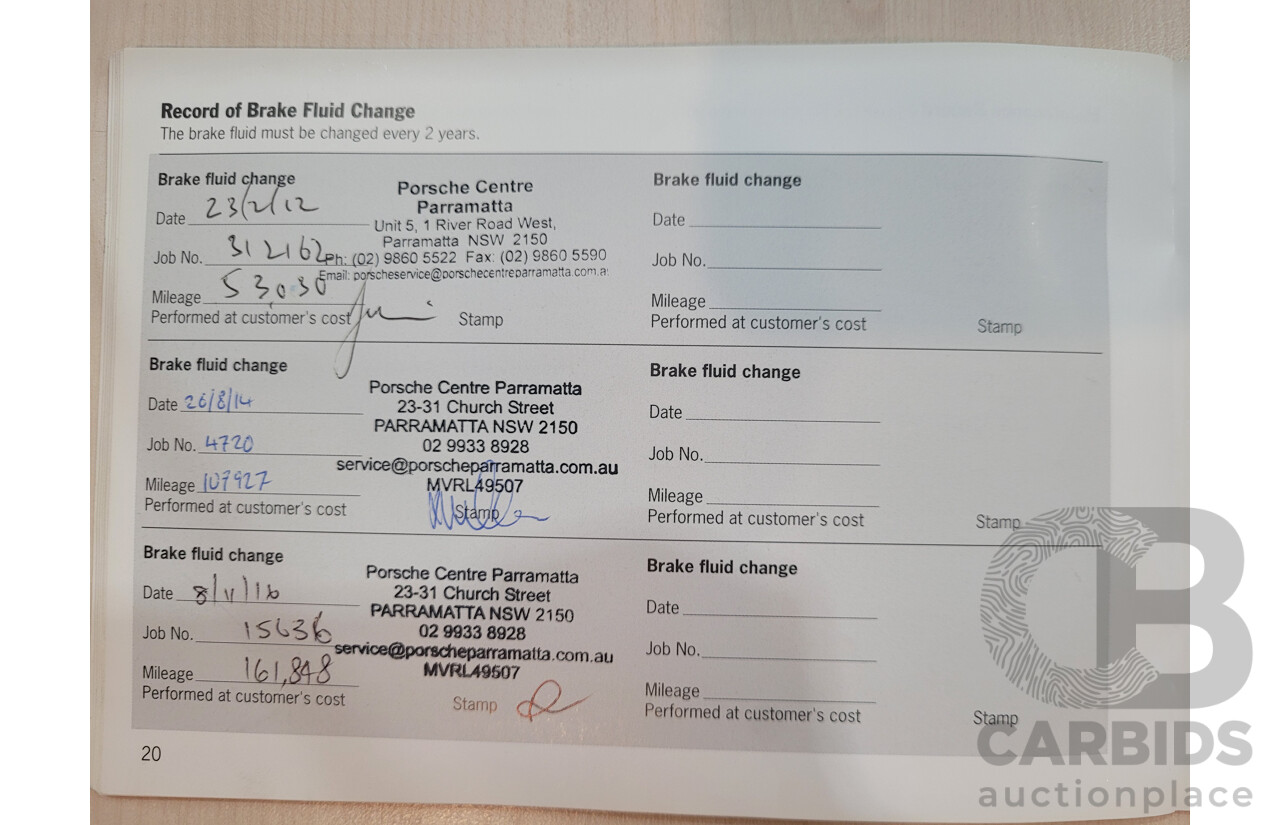 Record of Brake Fluid Change
The brake fluid must be changed every 2 years.
Brake fluid change
Date 23/2/12
Job No. 312162
Mileage 53,030
Performed at customer's cost
Porsche Centre
Parramatta
Unit 5, 1 River Road West,
Parramatta NSW 2150
Ph: (02) 9860 5522 Fax: (02) 9860 5590
Email: porscheservice@porschecentreparramatta.com.a
Stamp
Brake fluid change
Date
Job No.
Mileage
Performed at customer's cost
Stamp
Brake fluid change
Date 26/8/14
Job No. 4720
Mileage 107927
Performed at customer's cost
Porsche Centre Parramatta
23-31 Church Street
PARRAMATTA NSW 2150
02 9933 8928
service@porscheparramatta.com.au
MVRL49507
Stamp
Brake fluid change
Date
Job No.
Mileage
Performed at customer's cost
Stamp
Brake fluid change
Date 8/11/16
Job No. 15636
Mileage 161,848
Performed at customer's cost
Porsche Centre Parramatta
23-31 Church Street
PARRAMATTA NSW 2150
02 9933 8928
service@porscheparramatta.com.au
MVRL49507
Stamp
Brake fluid change
Date
Job No.
Mileage
Performed at customer's cost
Stamp
20
CB
CARBIDS
auctionplace